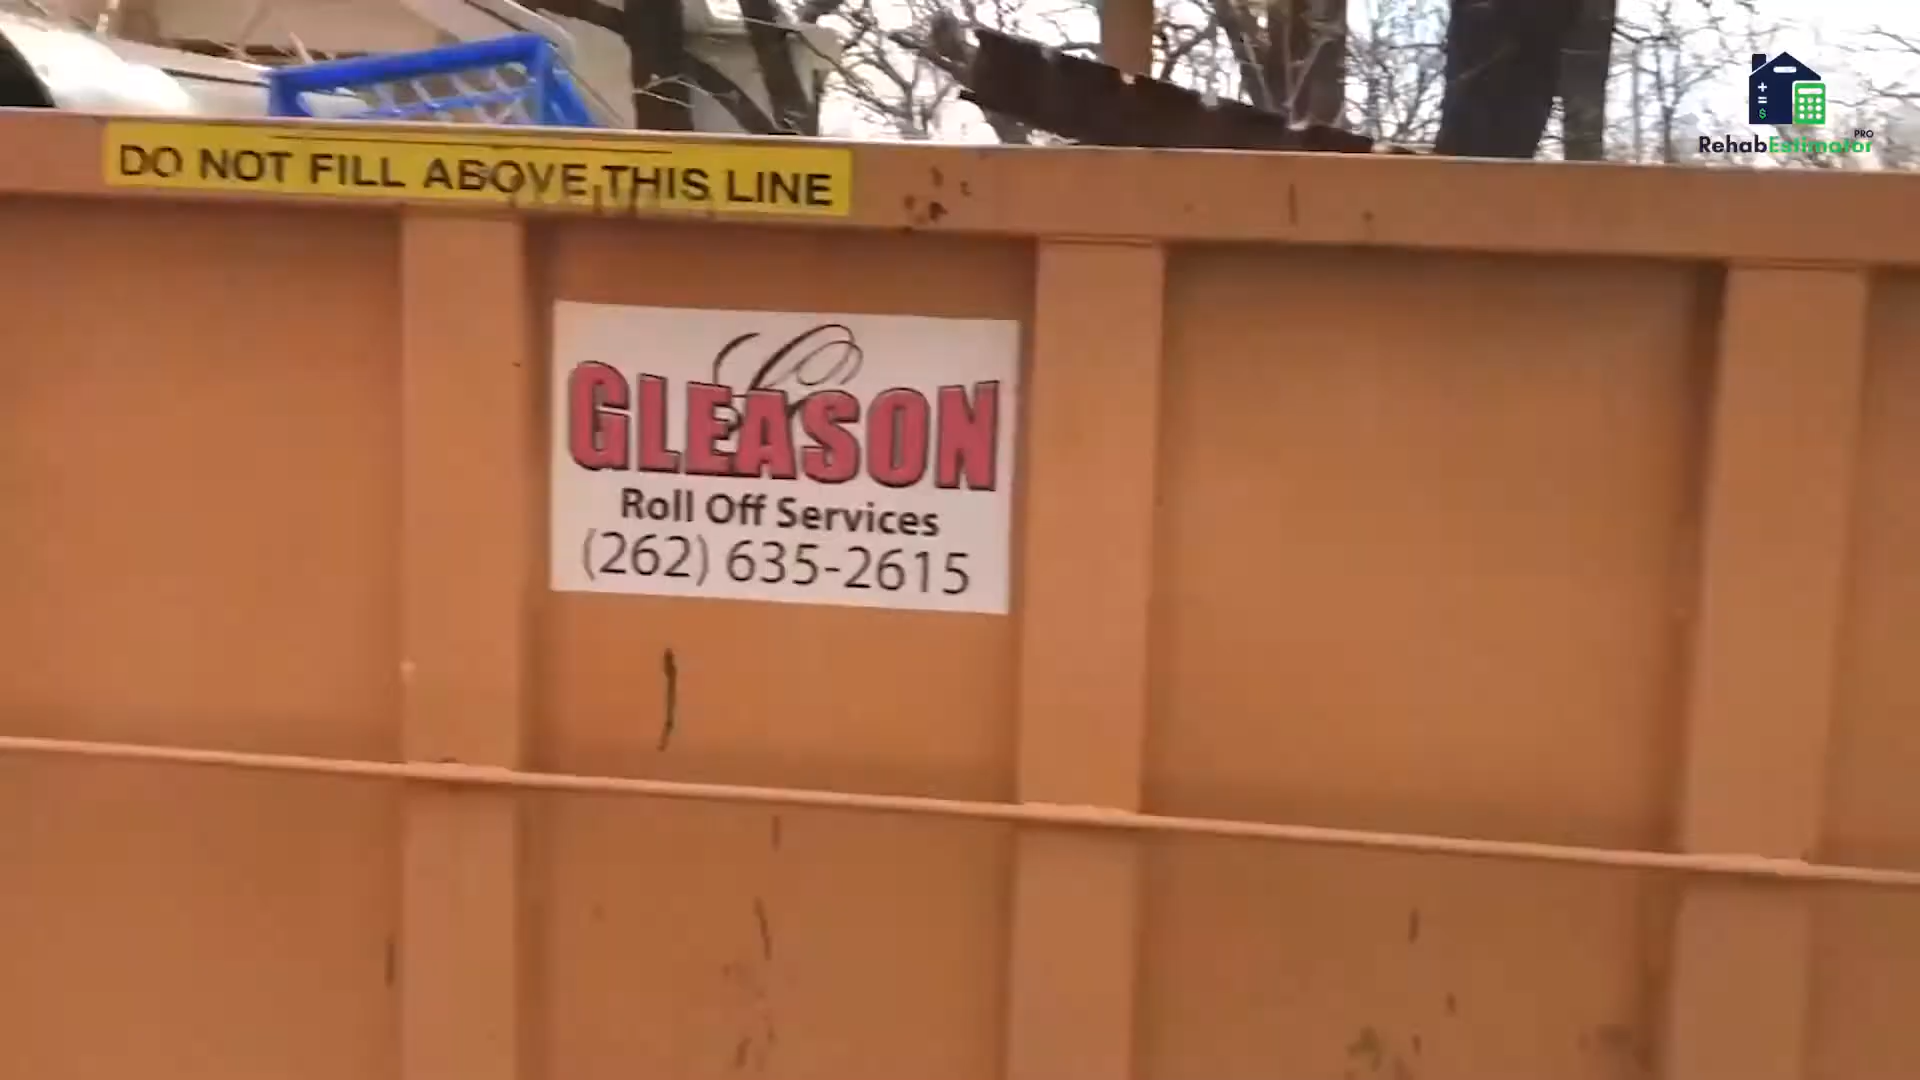 PRO
RehabEstimator
DO NOT FILL ABOVE THIS LINE
GLEASON
Roll Off Services
(262) 635-2615